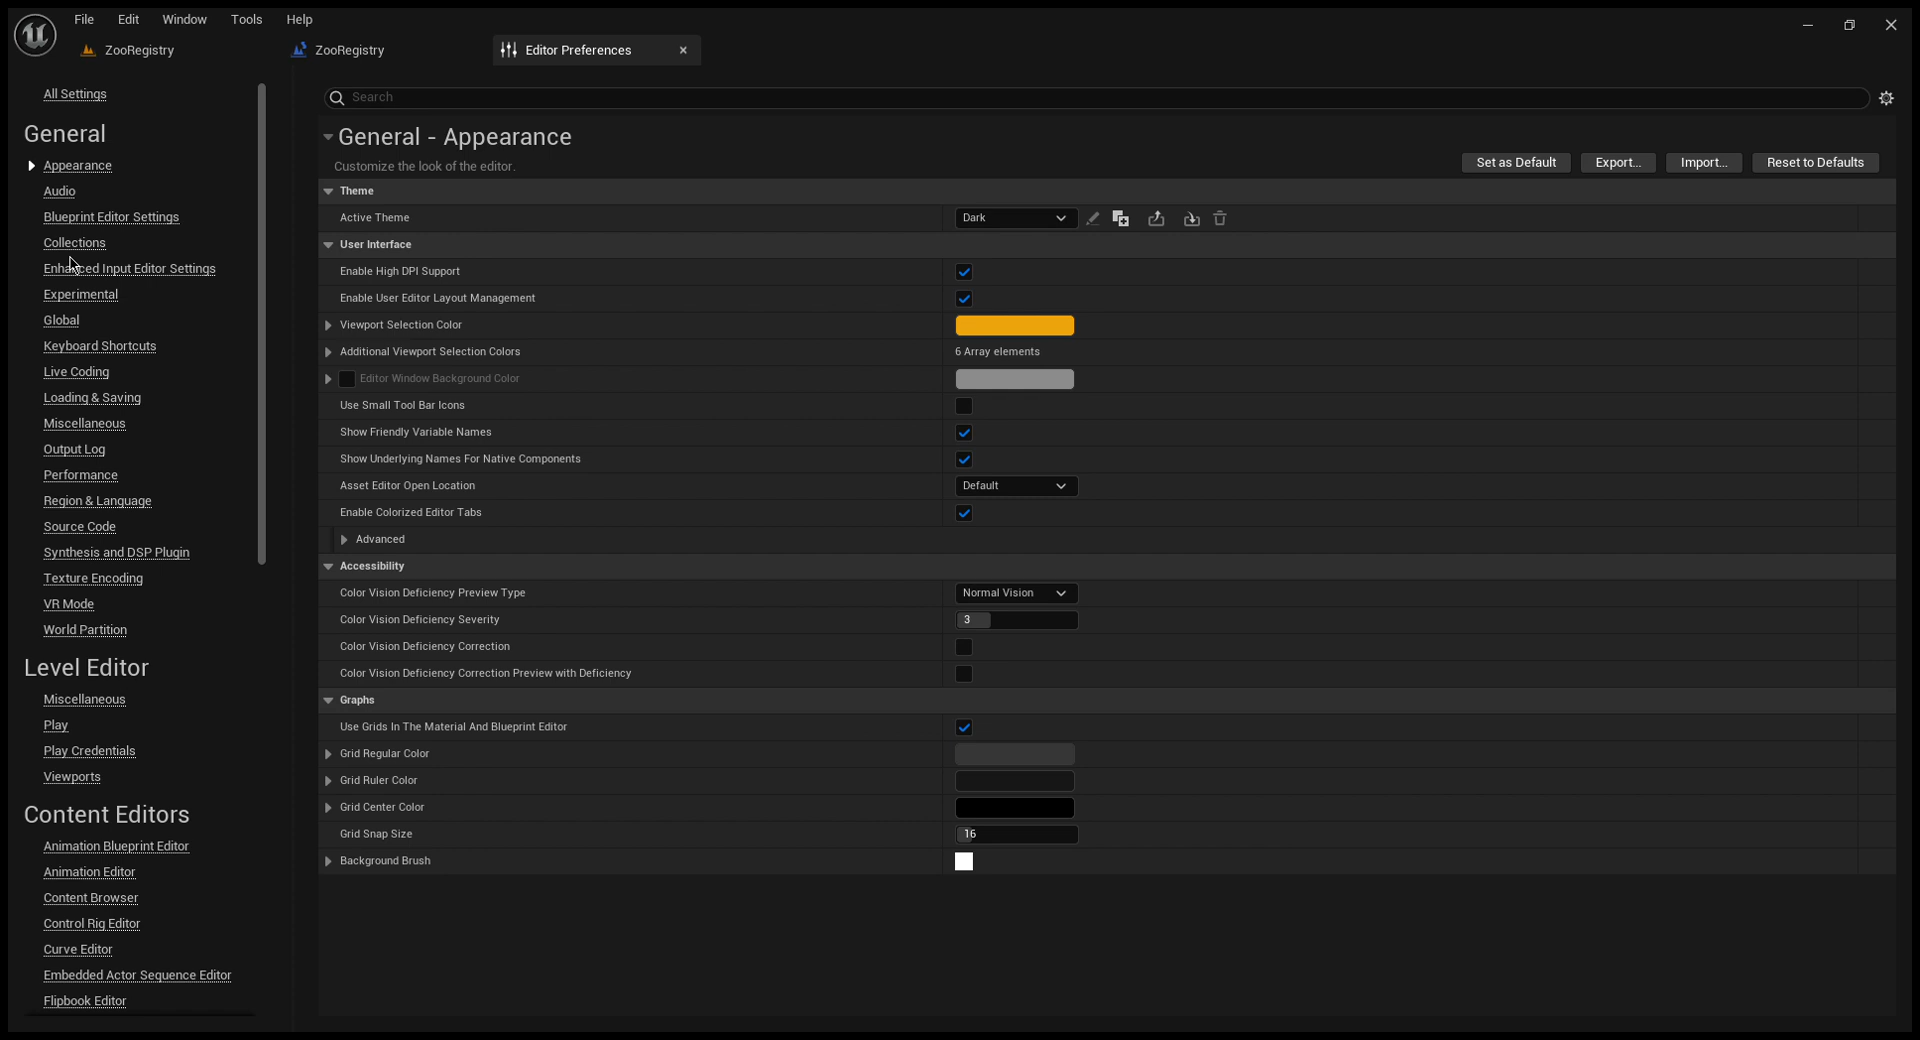 File Edit Window Tools Help
ZooRegistry ZooRegistry Editor Preferences
All Settings
General
Appearance
Audio
Blueprint Editor Settings
Collections
Enhanced Input Editor Settings
Experimental
Global
Keyboard Shortcuts
Live Coding
Loading & Saving
Miscellaneous
Output Log
Performance
Region & Language
Source Code
Synthesis and DSP Plugin
Texture Encoding
VR Mode
World Partition
Level Editor
Miscellaneous
Play
Play Credentials
Viewports
Content Editors
Animation Blueprint Editor
Animation Editor
Content Browser
Control Rig Editor
Curve Editor
Embedded Actor Sequence Editor
Flipbook Editor
Search
General - Appearance
Customize the look of the editor.
Set as Default Export... Import... Reset to Defaults
Theme
Active Theme Dark
User Interface
Enable High DPI Support
Enable User Editor Layout Management
Viewport Selection Color
Additional Viewport Selection Colors 6 Array elements
Editor Window Background Color
Use Small Tool Bar Icons
Show Friendly Variable Names
Show Underlying Names For Native Components
Asset Editor Open Location Default
Enable Colorized Editor Tabs
Advanced
Accessibility
Color Vision Deficiency Preview Type Normal Vision
Color Vision Deficiency Severity 3
Color Vision Deficiency Correction
Color Vision Deficiency Correction Preview with Deficiency
Graphs
Use Grids In The Material And Blueprint Editor
Grid Regular Color
Grid Ruler Color
Grid Center Color
Grid Snap Size 16
Background Brush